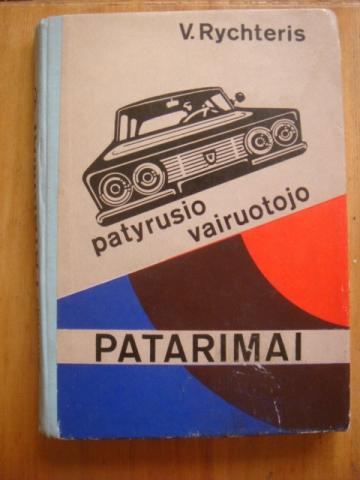 V. Rychteris
patyrusio
vairuotojo
PATARIMAI